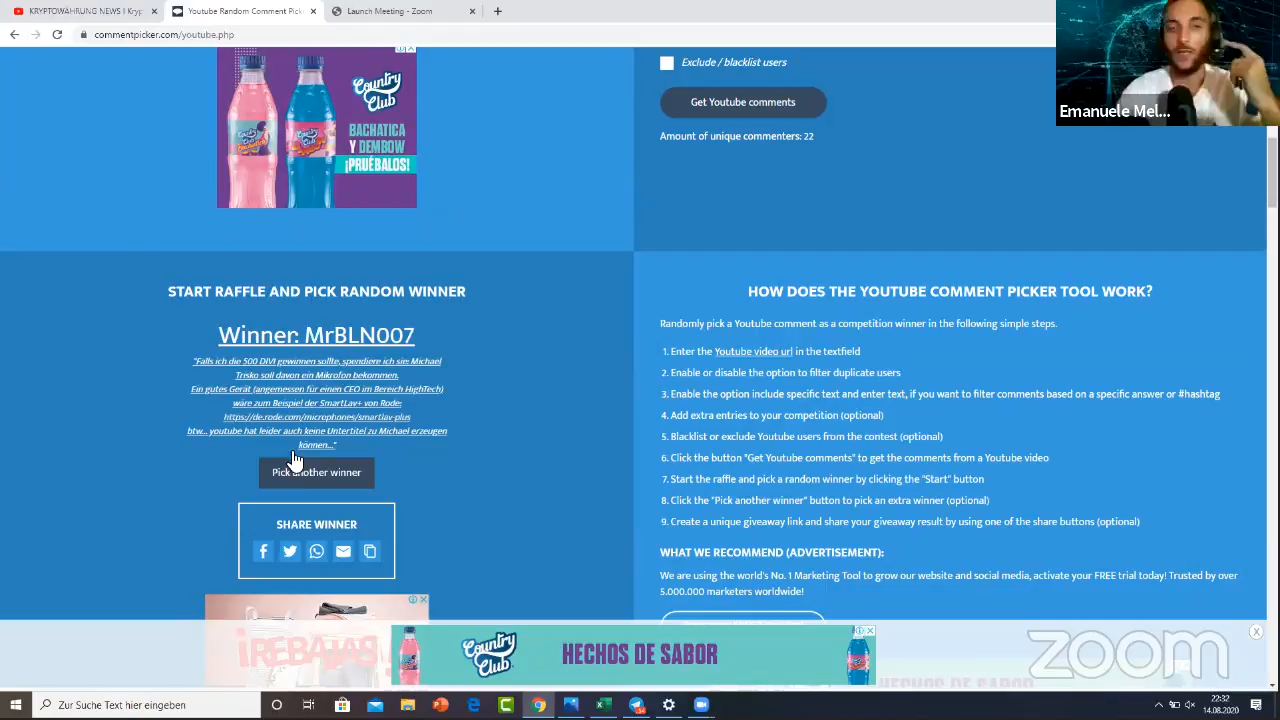 KRYPTOWÄHRUNG NEWS ! Kryp
Youtube Random Comment Picke
Launch Meeting - Zoom
commentpicker.com/youtube.php
Country Club
BACHATICA
Y DEMBOW
¡PRUÉBALOS!
Exclude / blacklist users
Get Youtube comments
Amount of unique commenters: 22
Emanuele Mel...
START RAFFLE AND PICK RANDOM WINNER
Winner: MrBLN007
"Falls ich die 500 DIVI gewinnen sollte, spendiere ich sie: Michael
Trisko soll davon ein Mikrofon bekommen.
Ein gutes Gerät (angemessen für einen CEO im Bereich HighTech)
wäre zum Beispiel der SmartLav+ von Rode:
https://de.rode.com/microphones/smartlav-plus
btw... youtube hat leider auch keine Untertitel zu Michael erzeugen
können..."
Pick another winner
SHARE WINNER
HOW DOES THE YOUTUBE COMMENT PICKER TOOL WORK?
Randomly pick a Youtube comment as a competition winner in the following simple steps.
1. Enter the Youtube video url in the textfield
2. Enable or disable the option to filter duplicate users
3. Enable the option include specific text and enter text, if you want to filter comments based on a specific answer or #hashtag
4. Add extra entries to your competition (optional)
5. Blacklist or exclude Youtube users from the contest (optional)
6. Click the button "Get Youtube comments" to get the comments from a Youtube video
7. Start the raffle and pick a random winner by clicking the "Start" button
8. Click the "Pick another winner" button to pick an extra winner (optional)
9. Create a unique giveaway link and share your giveaway result by using one of the share buttons (optional)
WHAT WE RECOMMEND (ADVERTISEMENT):
We are using the world's No. 1 Marketing Tool to grow our website and social media, activate your FREE trial today! Trusted by over
5.000.000 marketers worldwide!
¡REBAJAS!
Country Club
HECHOS DE SABOR
zoom
Zur Suche Text hier eingeben
22:32
14.08.2020